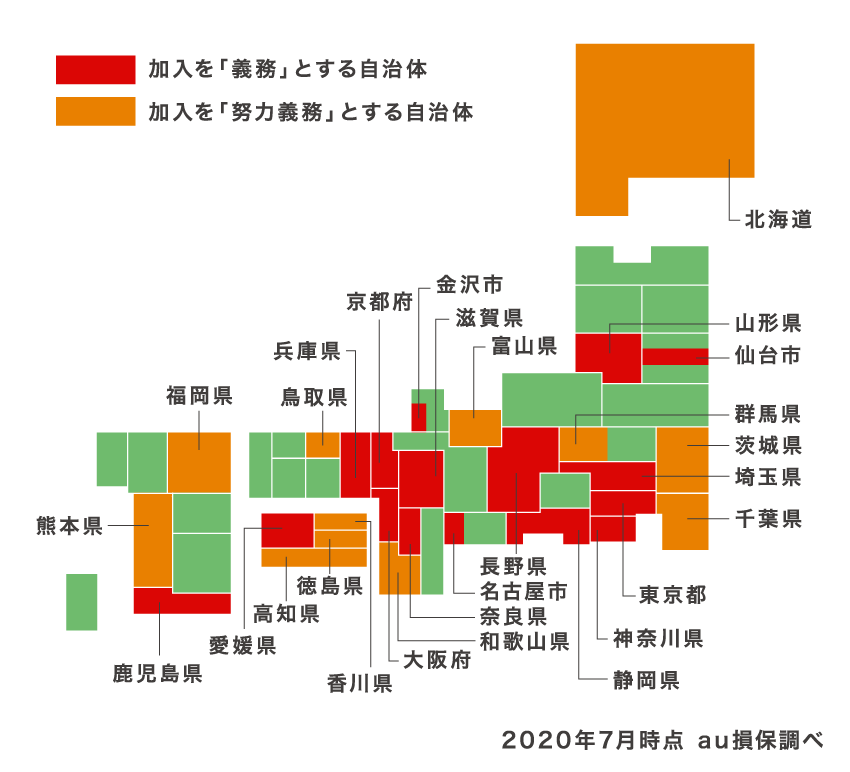 加入を「義務」とする自治体
加入を「努力義務」とする自治体
北海道
金沢市
京都府
滋賀県
山形県
富山県
兵庫県
仙台市
福岡県
鳥取県
群馬県
茨城県
埼玉県
熊本県
千葉県
長野県
徳島県
名古屋市
東京都
高知県
奈良県
神奈川県
和歌山県
愛媛県
大阪府
鹿児島県
香川県
静岡県
2020年7月時点 au損保調べ